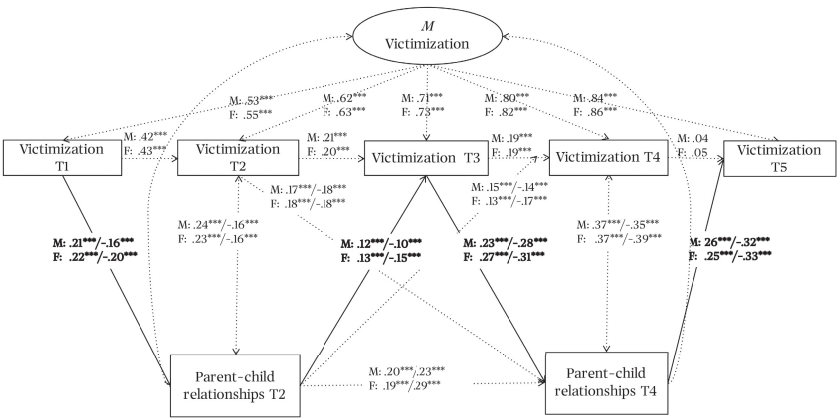 M
Victimization
M: .53***
F: .55***
M: .62***
F: .63***
M: .71***
F: .73***
M: .80***
F: .82***
M: .84***
F: .86***
Victimization
T1
M: .42***
F: .43***
Victimization
T2
M: .21***
F: .20***
Victimization T3
M: .19***
F: .19***
Victimization T4
M: .04
F: .05
Victimization
T5
M: .21***/-.16***
F: .22***/-.20***
M: .24***/-.16***
F: .23***/-.16***
M: .17***/-.18***
F: .18***/-.18***
M: .12***/-.10***
F: .13***/-.15***
M: .23***/-.28***
F: .27***/-.31***
M: .15***/-.14***
F: .13***/-.17***
M: .37***/-.35***
F: .37***/-.39***
M: 26***/-.32***
F: .25***/-.33***
Parent-child
relationships T2
M: .20***/.23***
F: .19***/.29***
Parent-child
relationships T4